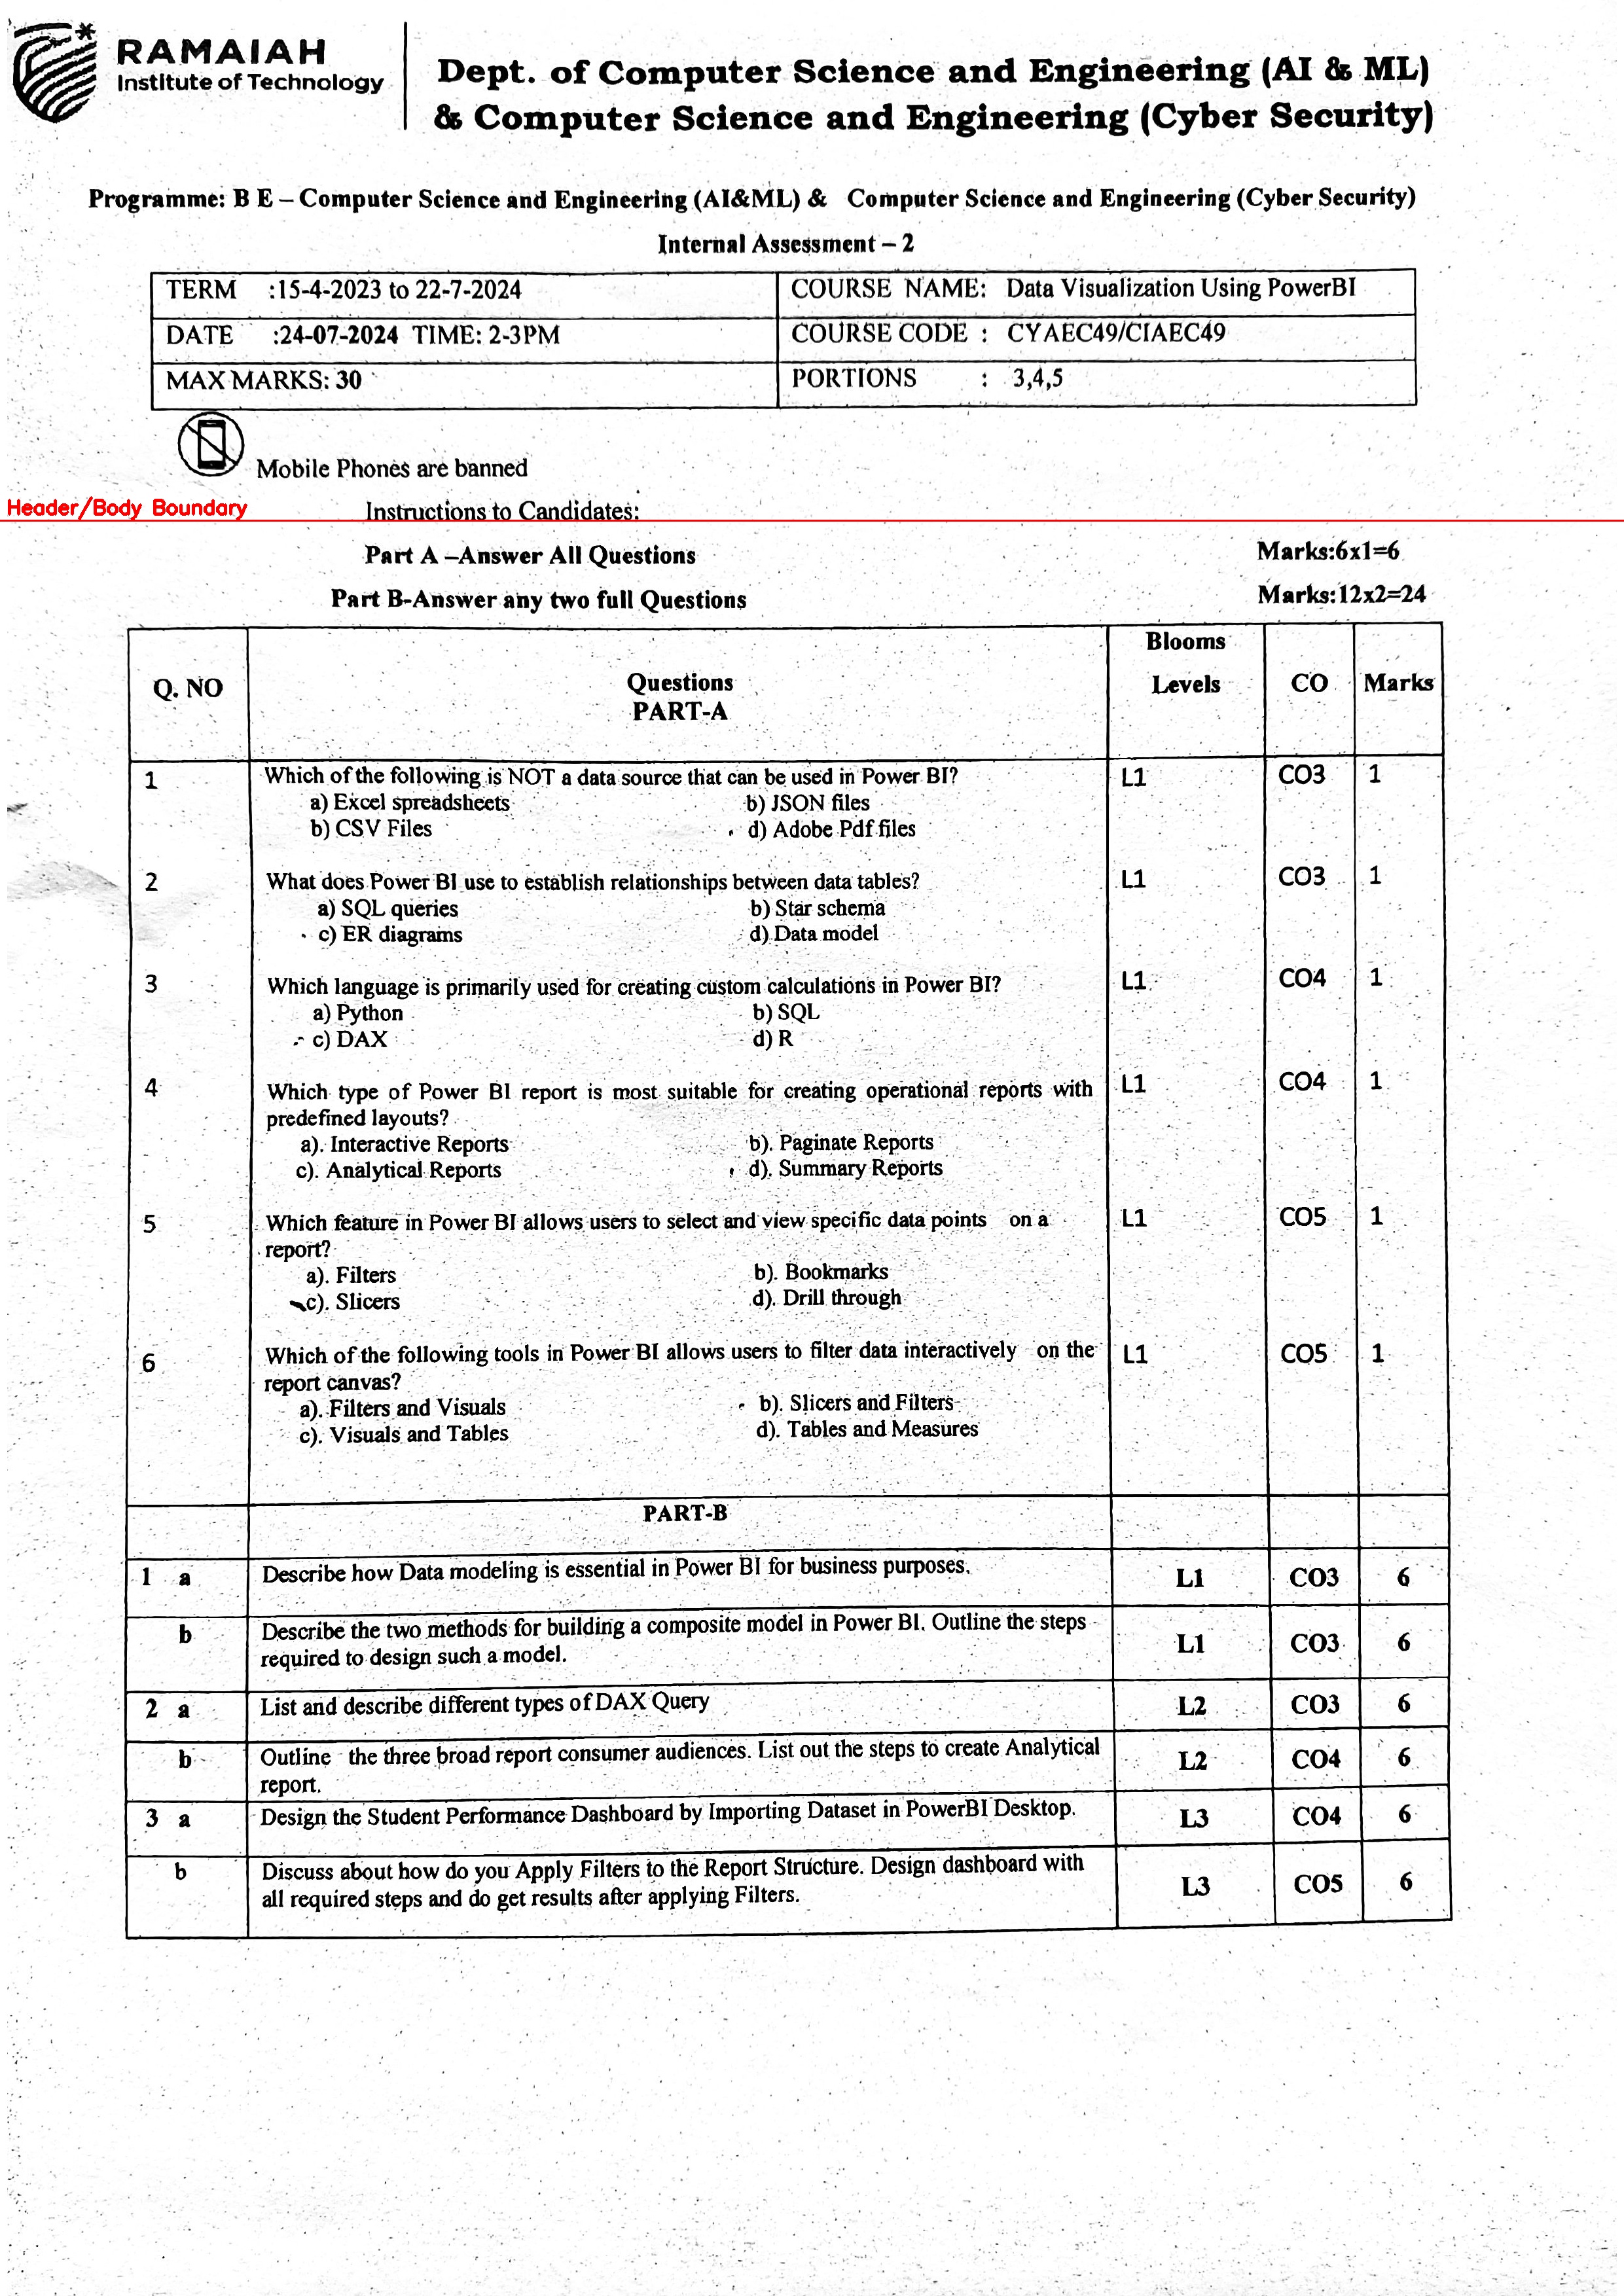 RAMAIAH
Institute of Technology
Dept. of Computer Science and Engineering (AI & ML)
& Computer Science and Engineering (Cyber Security)
Programme: B E – Computer Science and Engineering (AI&ML) & Computer Science and Engineering (Cyber Security)
Internal Assessment – 2
TERM :15-4-2023 to 22-7-2024 COURSE NAME: Data Visualization Using PowerBI
DATE :24-07-2024 TIME: 2-3PM COURSE CODE : CYAEC49/CIAEC49
MAX MARKS: 30 PORTIONS : 3,4,5
Mobile Phones are banned
Header/Body Boundary
Instructions to Candidates:
Part A –Answer All Questions Marks:6x1=6
Part B-Answer any two full Questions Marks:12x2=24
Q. NO Questions Blooms Levels CO Marks
PART-A
1 Which of the following is NOT a data source that can be used in Power BI? L1 CO3 1
a) Excel spreadsheets b) JSON files
b) CSV Files d) Adobe Pdf files
2 What does Power BI use to establish relationships between data tables? L1 CO3 1
a) SQL queries b) Star schema
c) ER diagrams d) Data model
3 Which language is primarily used for creating custom calculations in Power BI? L1 CO4 1
a) Python b) SQL
c) DAX d) R
4 Which type of Power BI report is most suitable for creating operational reports with L1 CO4 1
predefined layouts?
a). Interactive Reports b). Paginate Reports
c). Analytical Reports d). Summary Reports
5 Which feature in Power BI allows users to select and view specific data points on a L1 CO5 1
report?
a). Filters b). Bookmarks
c). Slicers d). Drill through
6 Which of the following tools in Power BI allows users to filter data interactively on the L1 CO5 1
report canvas?
a). Filters and Visuals b). Slicers and Filters
c). Visuals and Tables d). Tables and Measures
PART-B
1 a Describe how Data modeling is essential in Power BI for business purposes. L1 CO3 6
b Describe the two methods for building a composite model in Power BI. Outline the steps L1 CO3 6
required to design such a model.
2 a List and describe different types of DAX Query L2 CO3 6
b Outline the three broad report consumer audiences. List out the steps to create Analytical L2 CO4 6
report.
3 a Design the Student Performance Dashboard by Importing Dataset in PowerBI Desktop. L3 CO4 6
b Discuss about how do you Apply Filters to the Report Structure. Design dashboard with L3 CO5 6
all required steps and do get results after applying Filters.